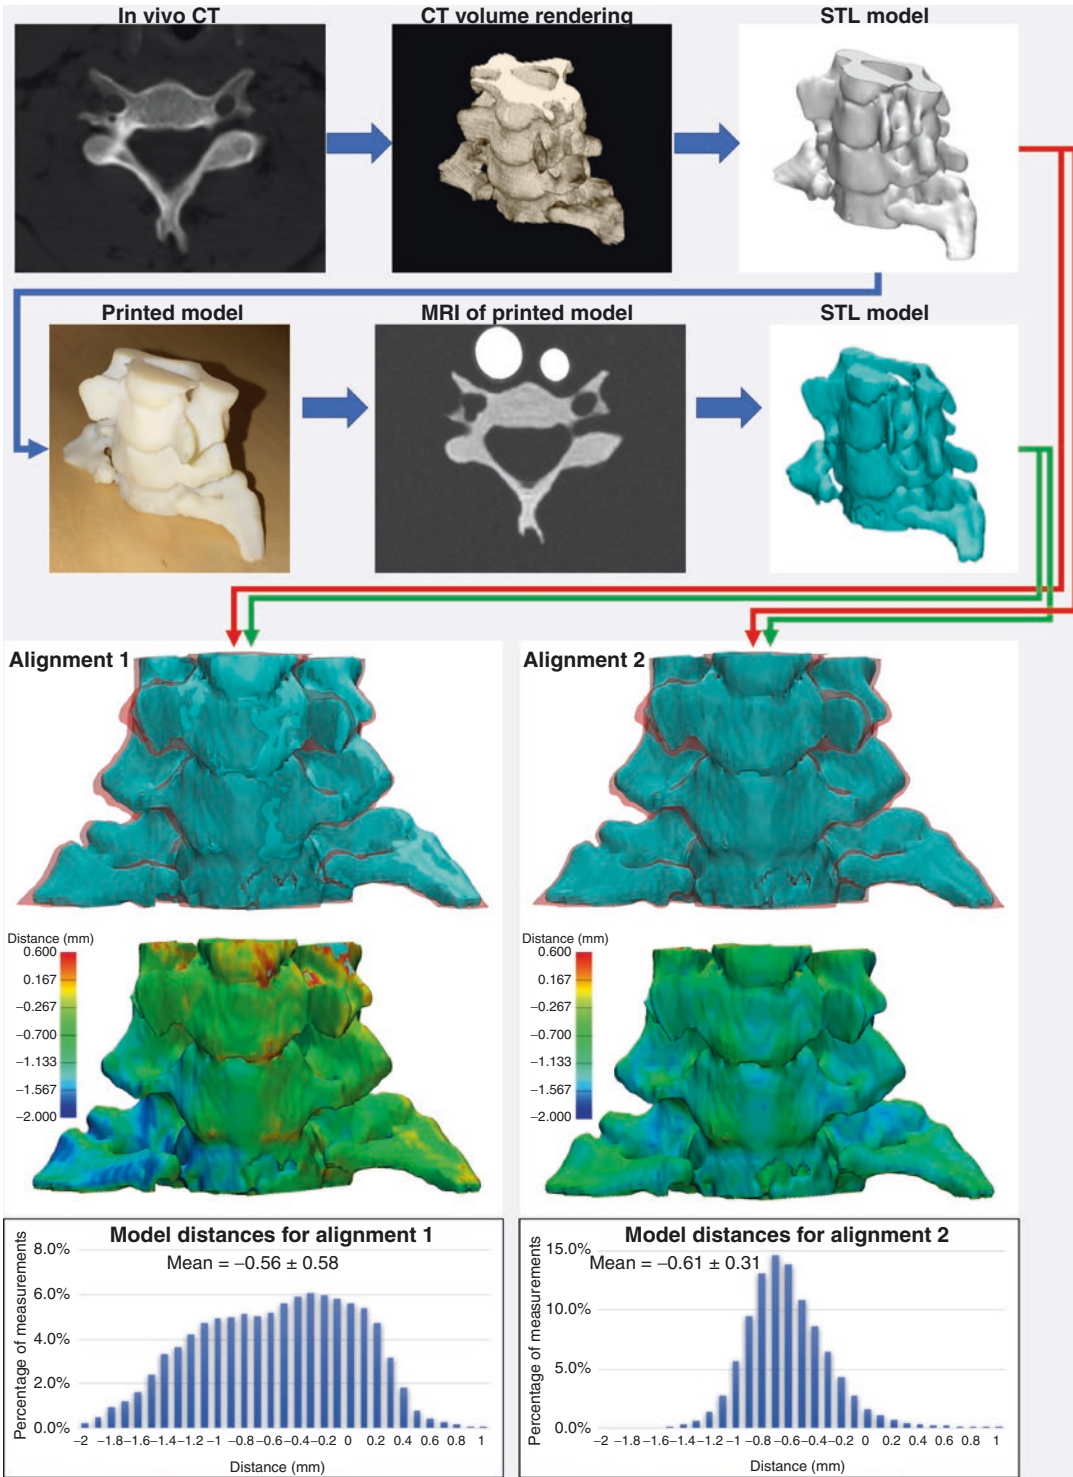 In vivo CT
CT volume rendering
STL model
Printed model
MRI of printed model
STL model
Alignment 1
Alignment 2
Distance (mm)
0.600
0.167
−0.267
−0.700
−1.133
−1.567
−2.000
Distance (mm)
0.600
0.167
−0.267
−0.700
−1.133
−1.567
−2.000
Model distances for alignment 1
Mean = −0.56 ± 0.58
Percentage of measurements
8.0%
6.0%
4.0%
2.0%
0.0%
−2 −1.8 −1.6 −1.4 −1.2 −1 −0.8 −0.6 −0.4 −0.2 0 0.2 0.4 0.6 0.8 1
Distance (mm)
Model distances for alignment 2
Mean = −0.61 ± 0.31
Percentage of measurements
15.0%
10.0%
5.0%
0.0%
−2 −1.8 −1.6 −1.4 −1.2 −1 −0.8 −0.6 −0.4 −0.2 0 0.2 0.4 0.6 0.8 1
Distance (mm)